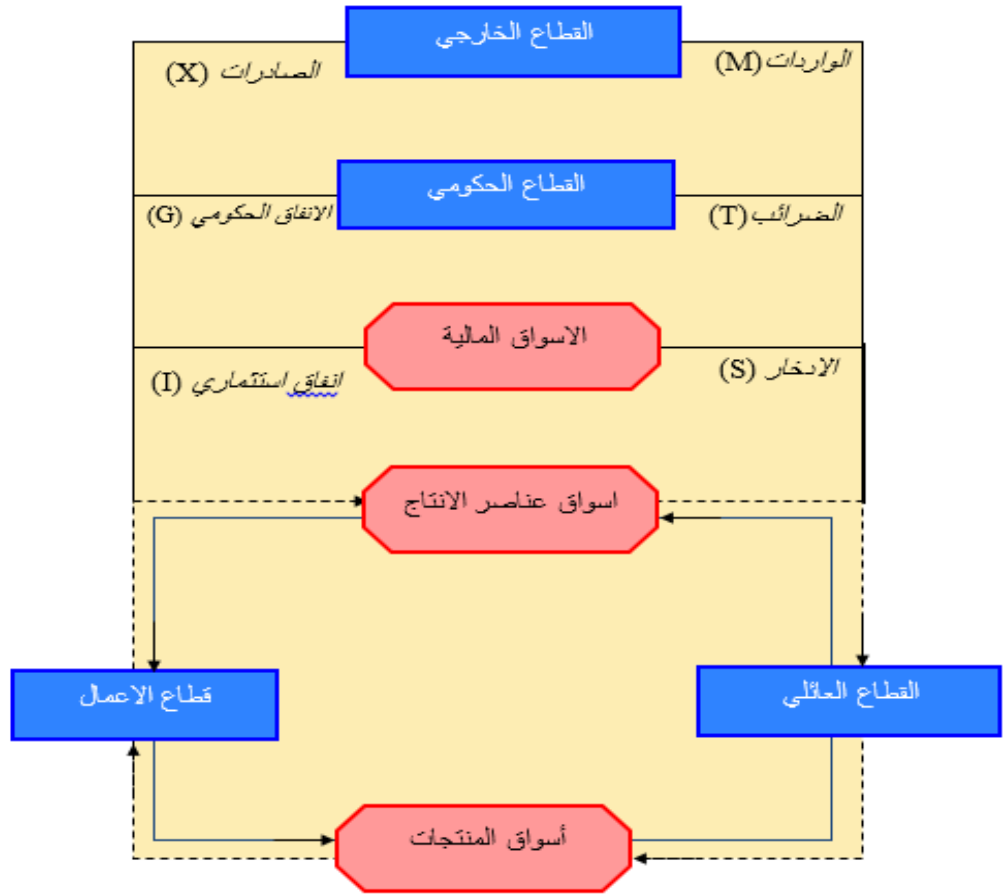 القطاع الخارجي
الواردات (M)
الصادرات (X)
القطاع الحكومي
الضرائب (T)
الانفاق الحكومي (G)
الاسواق المالية
الادخار (S)
انفاق استثماري (I)
اسواق عناصر الانتاج
القطاع العائلي
قطاع الاعمال
أسواق المنتجات